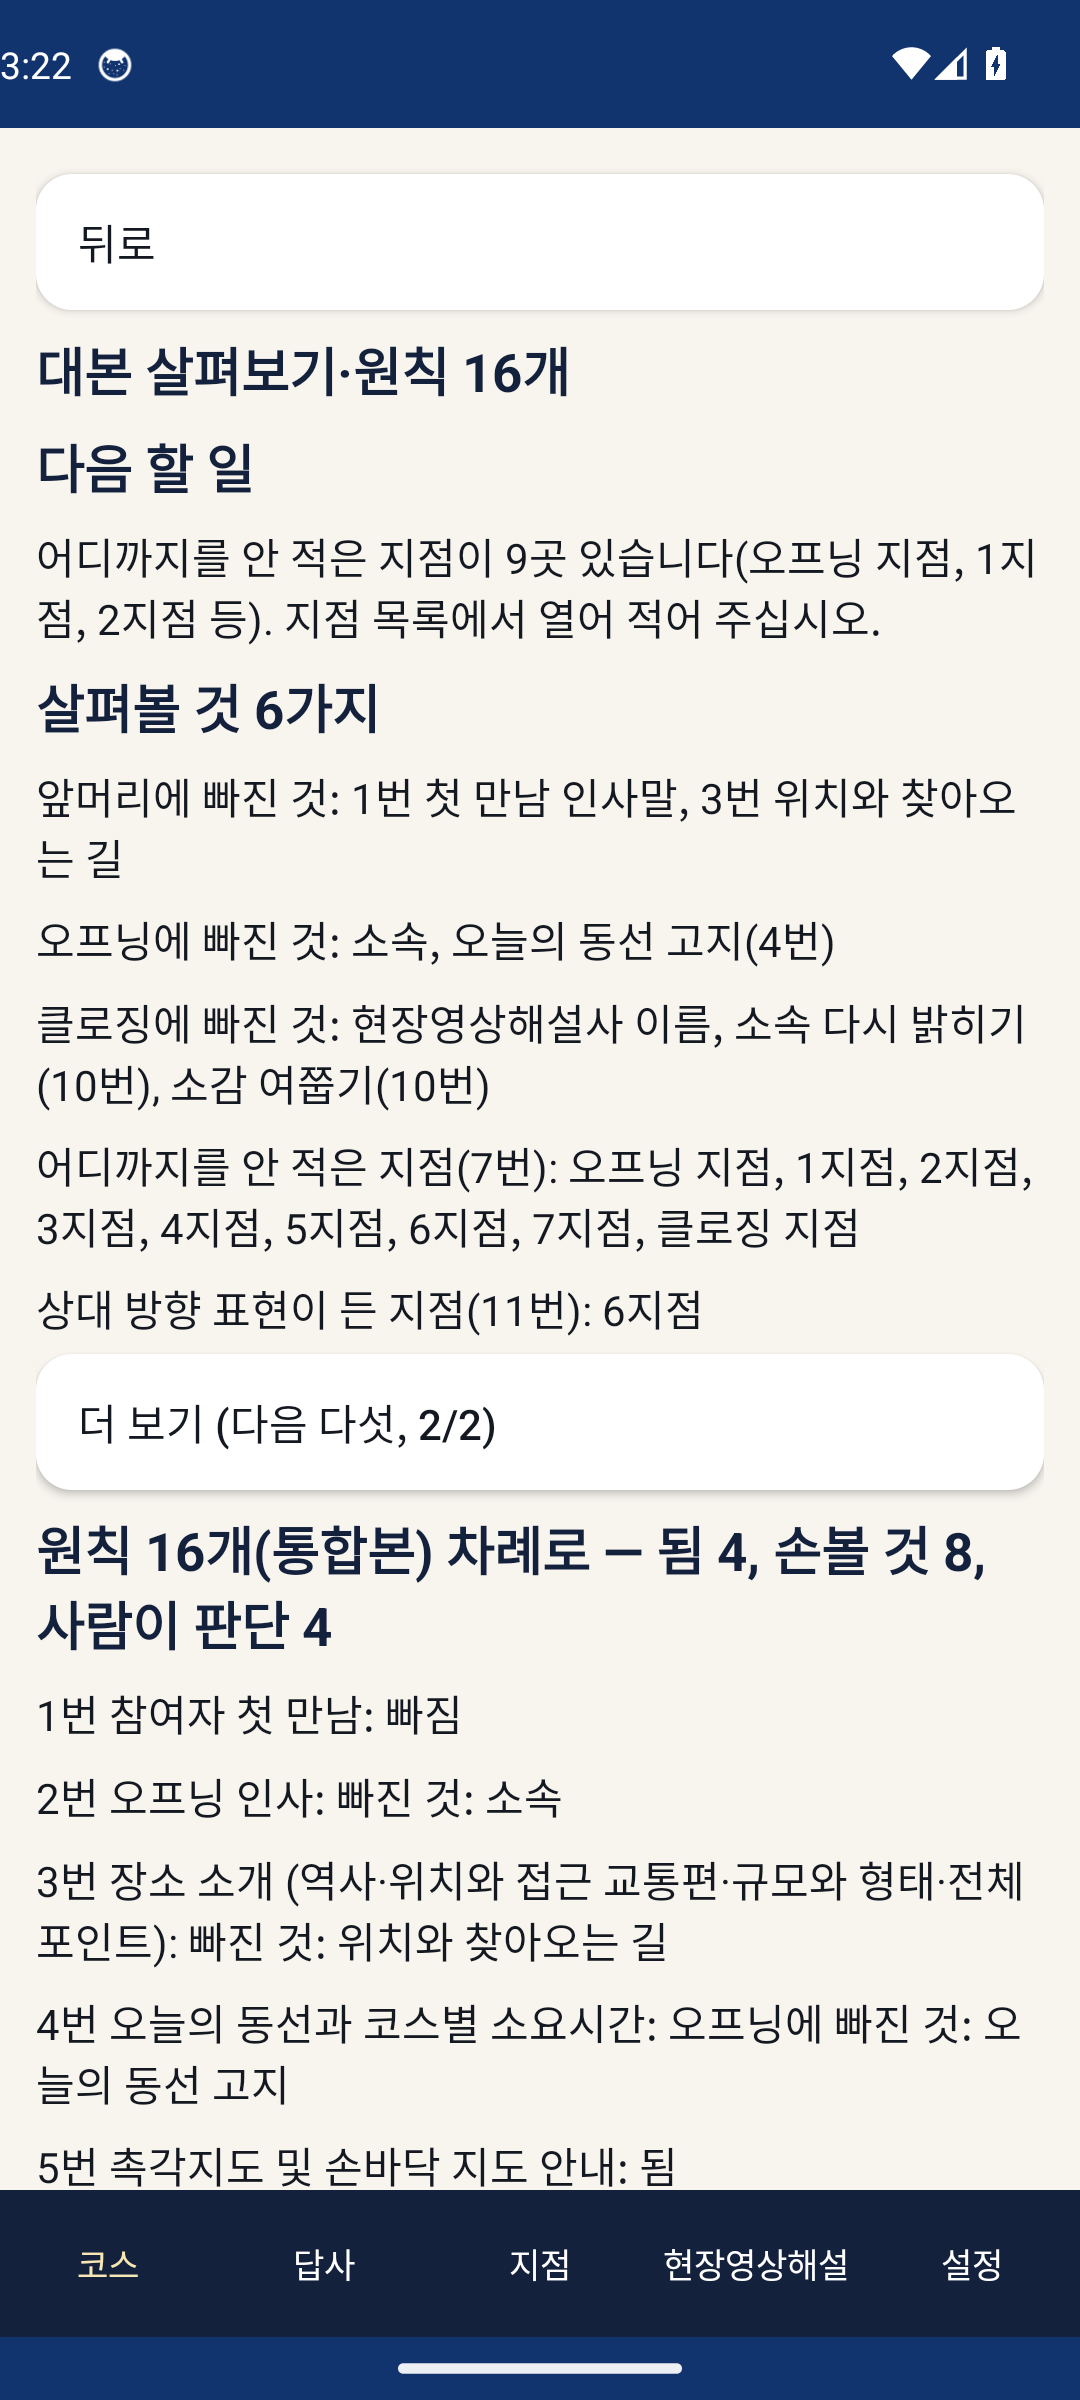 3:22
뒤로
대본 살펴보기·원칙 16개
다음 할 일
어디까지를 안 적은 지점이 9곳 있습니다(오프닝 지점, 1지
점, 2지점 등). 지점 목록에서 열어 적어 주십시오.
살펴볼 것 6가지
앞머리에 빠진 것: 1번 첫 만남 인사말, 3번 위치와 찾아오
는 길
오프닝에 빠진 것: 소속, 오늘의 동선 고지(4번)
클로징에 빠진 것: 현장영상해설사 이름, 소속 다시 밝히기
(10번), 소감 여쭙기(10번)
어디까지를 안 적은 지점(7번): 오프닝 지점, 1지점, 2지점,
3지점, 4지점, 5지점, 6지점, 7지점, 클로징 지점
상대 방향 표현이 든 지점(11번): 6지점
더 보기 (다음 다섯, 2/2)
원칙 16개(통합본) 차례로 — 됨 4, 손볼 것 8,
사람이 판단 4
1번 참여자 첫 만남: 빠짐
2번 오프닝 인사: 빠진 것: 소속
3번 장소 소개 (역사·위치와 접근 교통편·규모와 형태·전체
포인트): 빠진 것: 위치와 찾아오는 길
4번 오늘의 동선과 코스별 소요시간: 오프닝에 빠진 것: 오
늘의 동선 고지
5번 촉각지도 및 손바닥 지도 안내: 됨
코스
답사
지점
현장영상해설
설정